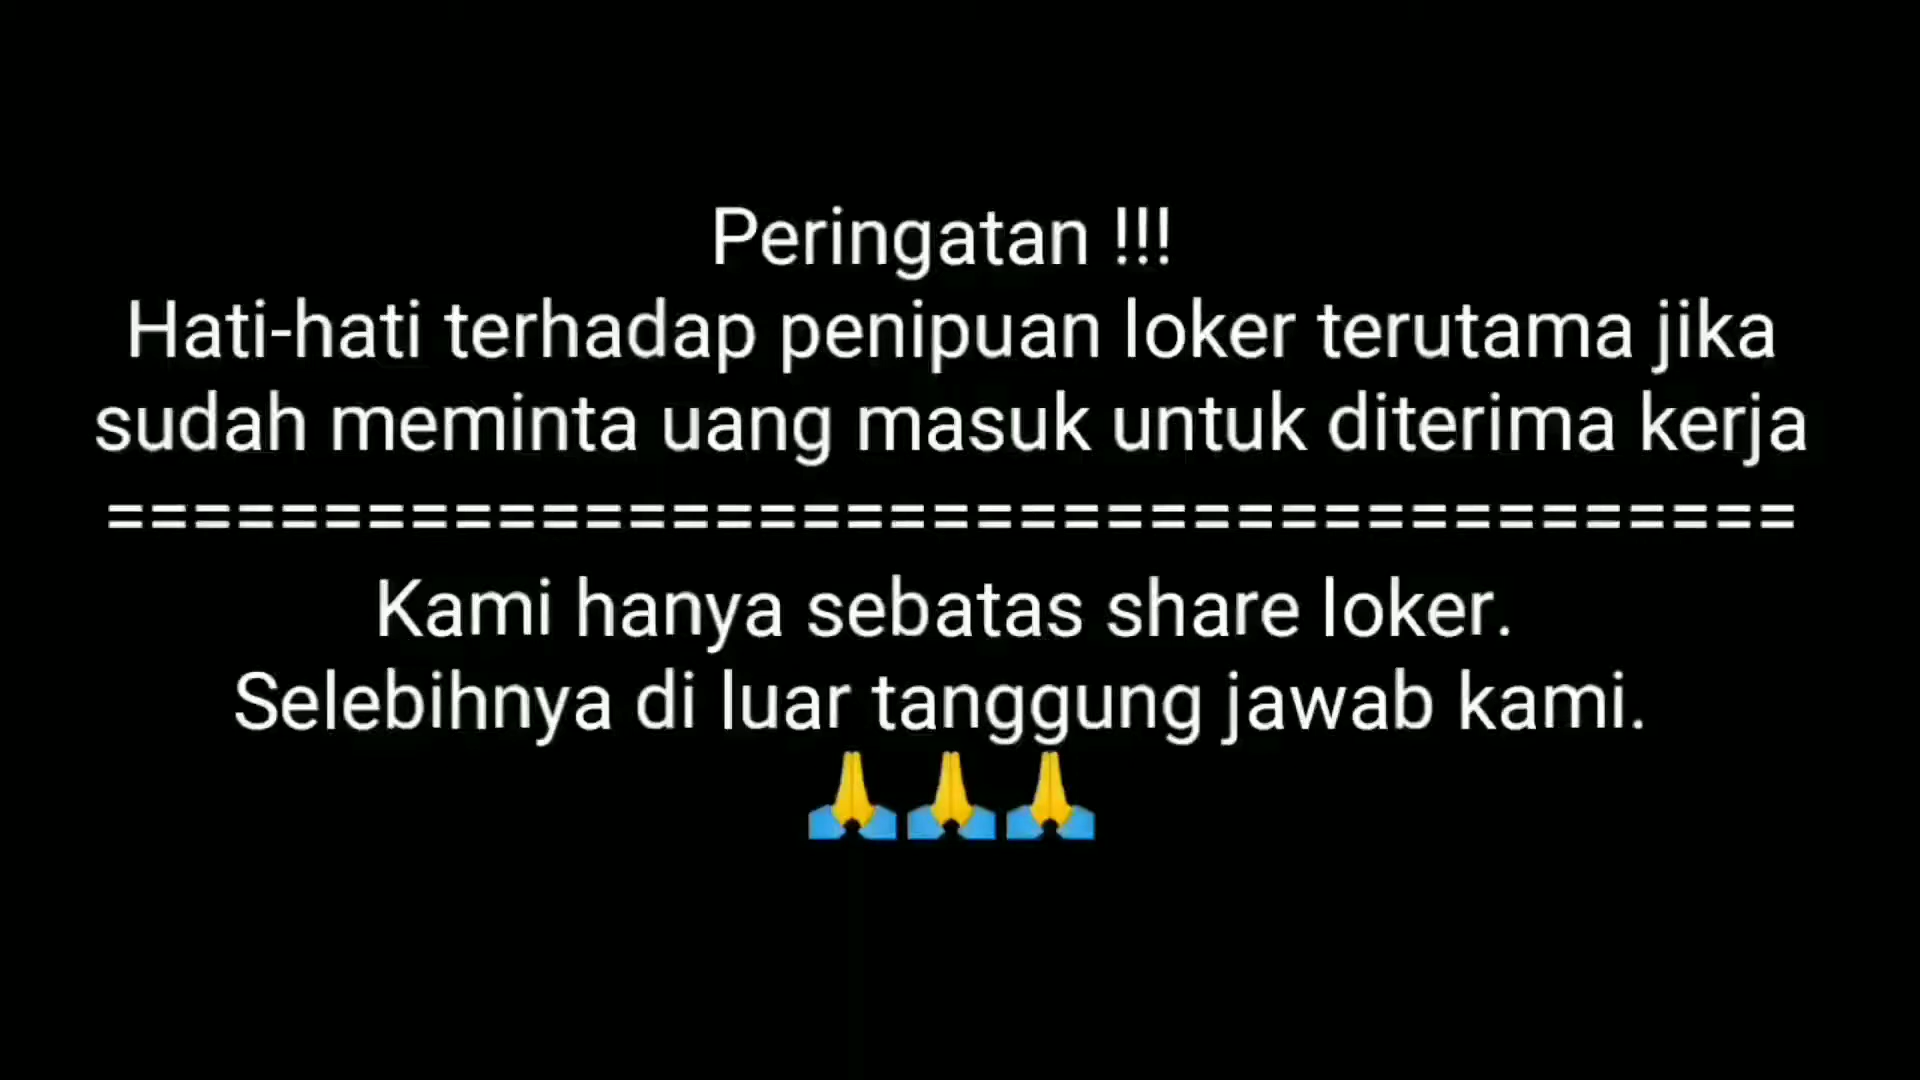 Peringatan !!!
Hati-hati terhadap penipuan loker terutama jika
sudah meminta uang masuk untuk diterima kerja
=======================================
Kami hanya sebatas share loker.
Selebihnya di luar tanggung jawab kami.
🙏🙏🙏